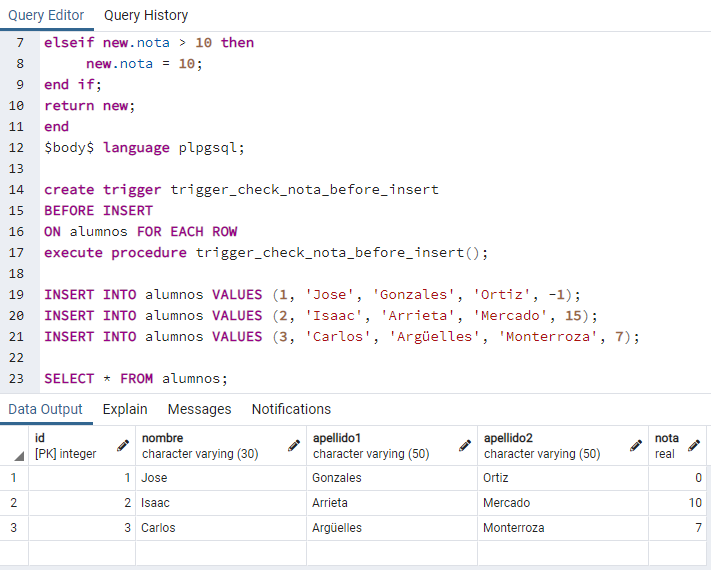 Query Editor Query History
7 elseif new.nota > 10 then
8 new.nota = 10;
9 end if;
10 return new;
11 end
12 $body$ language plpgsql;
13
14 create trigger trigger_check_nota_before_insert
15 BEFORE INSERT
16 ON alumnos FOR EACH ROW
17 execute procedure trigger_check_nota_before_insert();
18
19 INSERT INTO alumnos VALUES (1, 'Jose', 'Gonzales', 'Ortiz', -1);
20 INSERT INTO alumnos VALUES (2, 'Isaac', 'Arrieta', 'Mercado', 15);
21 INSERT INTO alumnos VALUES (3, 'Carlos', 'Argüelles', 'Monterroza', 7);
22
23 SELECT * FROM alumnos;
Data Output Explain Messages Notifications
id nombre apellido1 apellido2 nota
[PK] integer character varying (30) character varying (50) character varying (50) real
1 1 Jose Gonzales Ortiz 0
2 2 Isaac Arrieta Mercado 10
3 3 Carlos Argüelles Monterroza 7